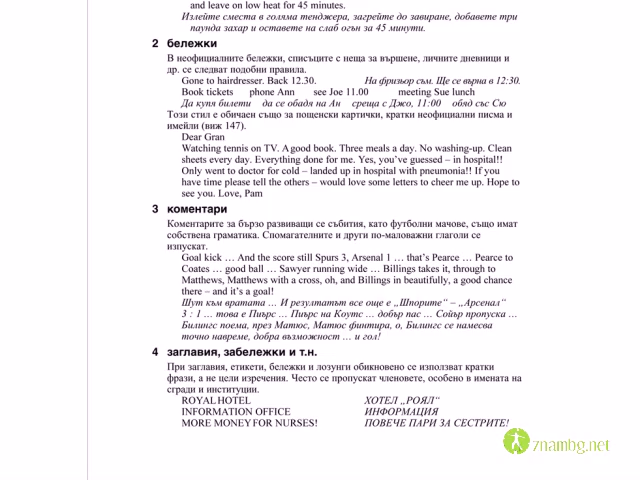 and leave on low heat for 45 minutes.
Излейте сместа в голяма тенджера, загрейте до завиране, добавете три
паунда захар и оставете на слаб огън за 45 минути.
2 бележки
В неофициалните бележки, списъците с неща за вършене, личните дневници и
др. се следват подобни правила.
Gone to hairdresser. Back 12.30. На фризьор съм. Ще се върна в 12:30.
Book tickets phone Ann see Joe 11.00 meeting Sue lunch
Да купя билети да се обадя на Ан среща с Джо, 11:00 обяд със Сю
Този стил е обичаен също за пощенски картички, кратки неофициални писма и
имейли (виж 147).
Dear Gran
Watching tennis on TV. A good book. Three meals a day. No washing-up. Clean
sheets every day. Everything done for me. Yes, you've guessed – in hospital!!
Only went to doctor for cold – landed up in hospital with pneumonia!! If you
have time please tell the others – would love some letters to cheer me up. Hope to
see you. Love, Pam
3 коментари
Коментарите за бързо развиващи се събития, като футболни мачове, също имат
собствена граматика. Спомагателните и други по-маловажни глаголи се
изпускат.
Goal kick … And the score still Spurs 3, Arsenal 1 … that's Pearce … Pearce to
Coates … good ball … Sawyer running wide … Billings takes it, through to
Matthews, Matthews with a cross, oh, and Billings in beautifully, a good chance
there – and it's a goal!
Шут към вратата … И резултатът все още е „Шпорите“ – „Арсенал“
3 : 1 … това е Пиърс … Пиърс на Коутс … добър пас … Сойър пропуска …
Билингс поема, през Матюс, Матюс финтира, о, Билингс се намесва
точно навреме, добра възможност … и гол!
4 заглавия, забележки и т.н.
При заглавия, етикети, бележки и лозунги обикновено се използват кратки
фрази, а не цели изречения. Често се пропускат членовете, особено в имената на
сгради и институции.
ROYAL HOTEL ХОТЕЛ „РОЯЛ“
INFORMATION OFFICE ИНФОРМАЦИЯ
MORE MONEY FOR NURSES! ПОВЕЧЕ ПАРИ ЗА СЕСТРИТЕ!
znambg.net